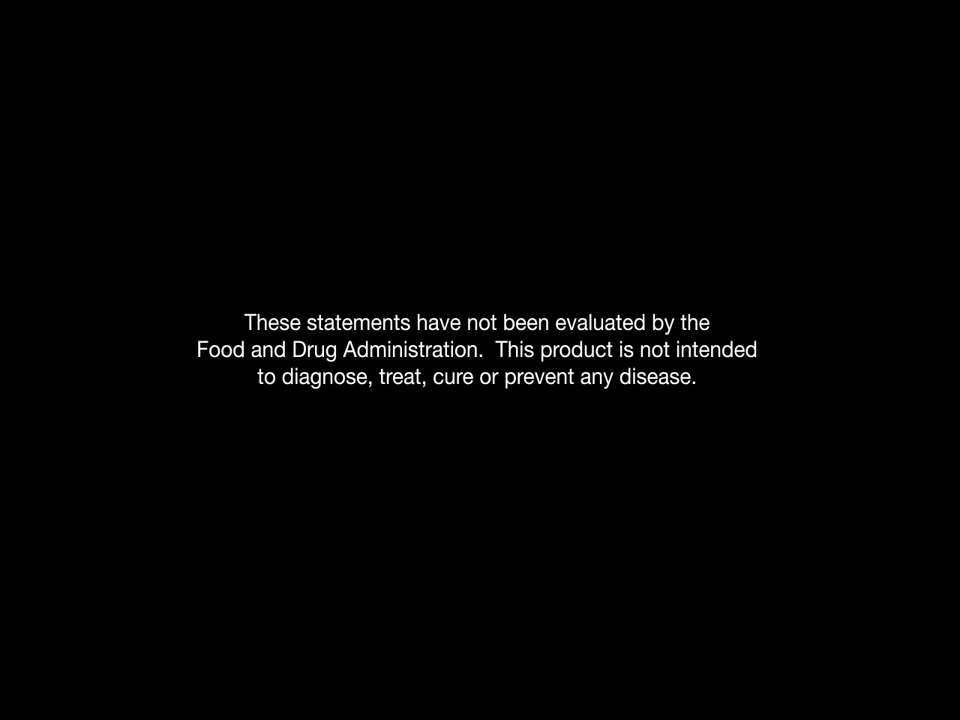 These statements have not been evaluated by the
Food and Drug Administration.  This product is not intended
to diagnose, treat, cure or prevent any disease.